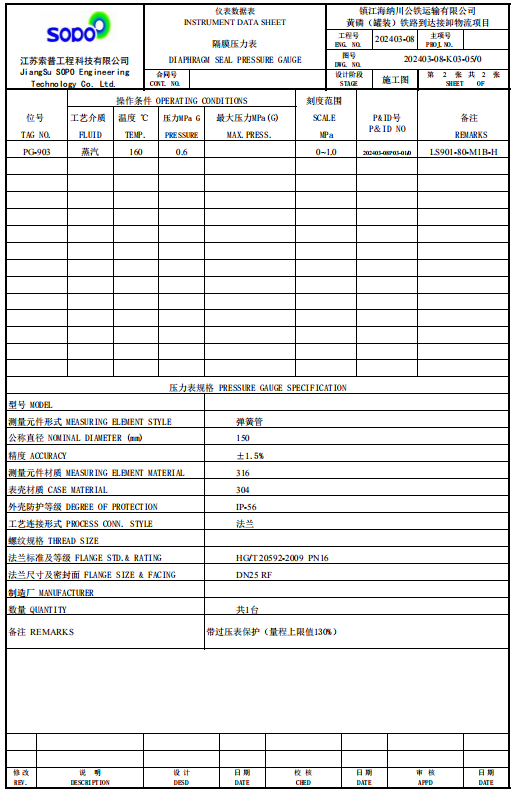 SOPO
江苏索普工程科技有限公司
JiangSu SOPO Engineering
Technology Co. Ltd.
仪表数据表
INSTRUMENT DATA SHEET
隔膜压力表
DIAPHRAGM SEAL PRESSURE GAUGE
合同号
CONT. NO.
镇江海纳川公铁运输有限公司
黄磷（罐装）铁路到达接卸物流项目
工程号
ENG. NO.
202403-08
主项号
PROJ. NO.
图号
DWG. NO.
202403-08-K03-05/0
设计阶段
STAGE
施工图
第 2 张 共 2 张
SHEET OF
操作条件 OPERATING CONDITIONS
位号
TAG NO.
工艺介质
FLUID
温度 ℃
TEMP.
压力MPa G
PRESSURE
最大压力MPa(G)
MAX. PRESS.
刻度范围
SCALE
MPa
P&ID号
P& ID NO
备注
REMARKS
PG-903 蒸汽 160 0.6 0~1.0 202403-08P03-01/0 LS901-80-M1B-H
压力表规格 PRESSURE GAUGE SPECIFICATION
型号 MODEL
测量元件形式 MEASURING ELEMENT STYLE 弹簧管
公称直径 NOMINAL DIAMETER (mm) 150
精度 ACCURACY ±1.5%
测量元件材质 MEASURING ELEMENT MATERIAL 316
表壳材质 CASE MATERIAL 304
外壳防护等级 DEGREE OF PROTECTION IP-56
工艺连接形式 PROCESS CONN. STYLE 法兰
螺纹规格 THREAD SIZE
法兰标准及等级 FLANGE STD.& RATING HG/T 20592-2009 PN16
法兰尺寸及密封面 FLANGE SIZE & FACING DN25 RF
制造厂 MANUFACTURER
数量 QUANTITY 共1台
备注 REMARKS 带过压表保护（量程上限值130%）
修改 说 明 设 计 日期 校 核 日期 审 核 日期
REV. DESCRIPTION DESD DATE CHED DATE APPD DATE